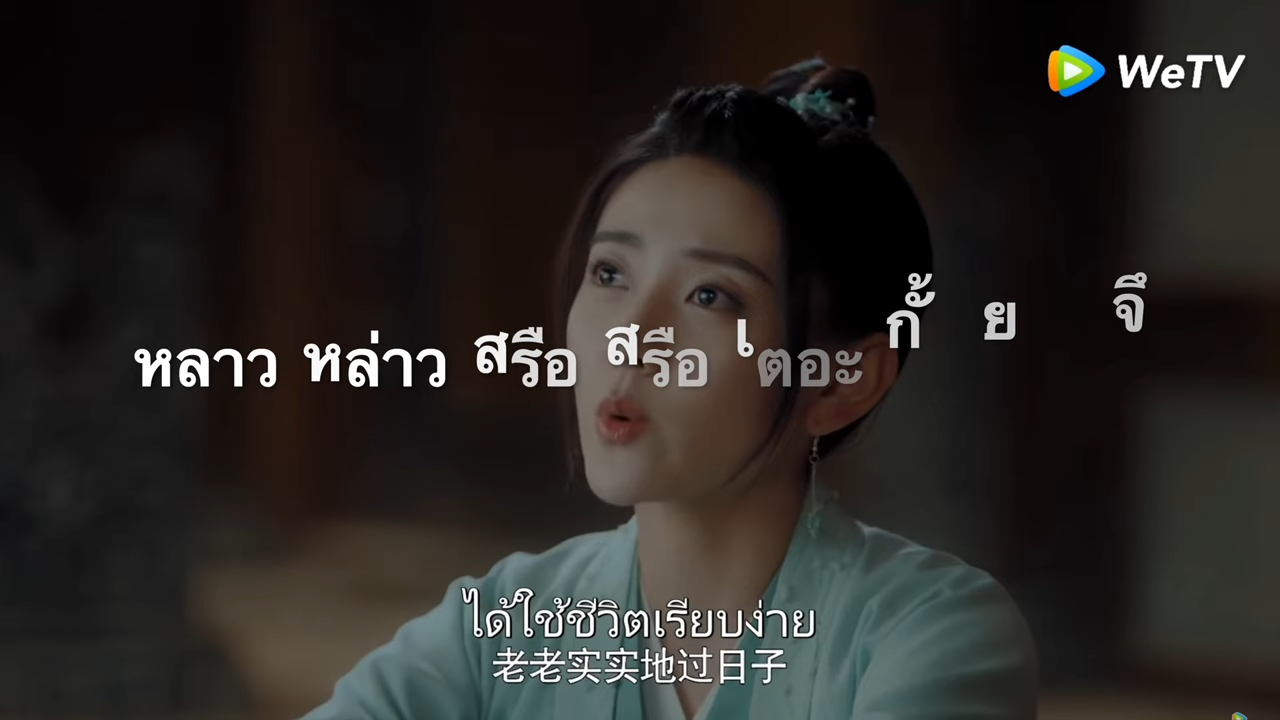 WeTV
หลาว หล่าว สรือ สรือ เตอะ กั้ ย จึ
ได้ใช้ชีวิตเรียบง่าย
老老实实地过日子